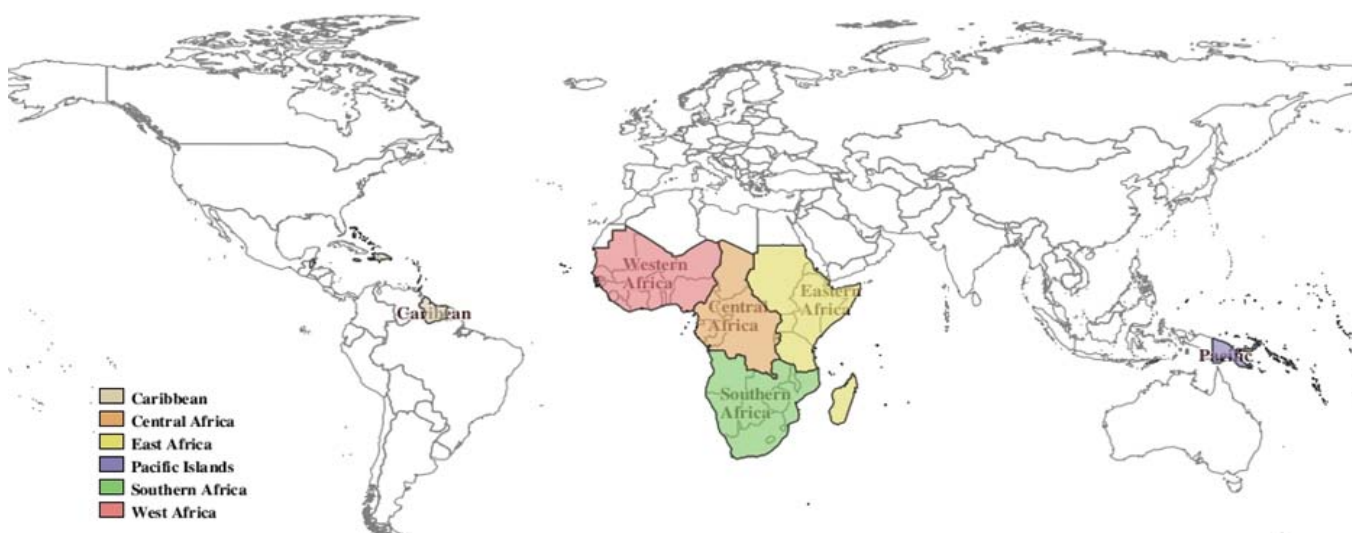 Western
Africa
Eastern
Africa
Central
Africa
Caribbean
Pacific
Southern
Africa
Caribbean
Central Africa
East Africa
Pacific Islands
Southern Africa
West Africa